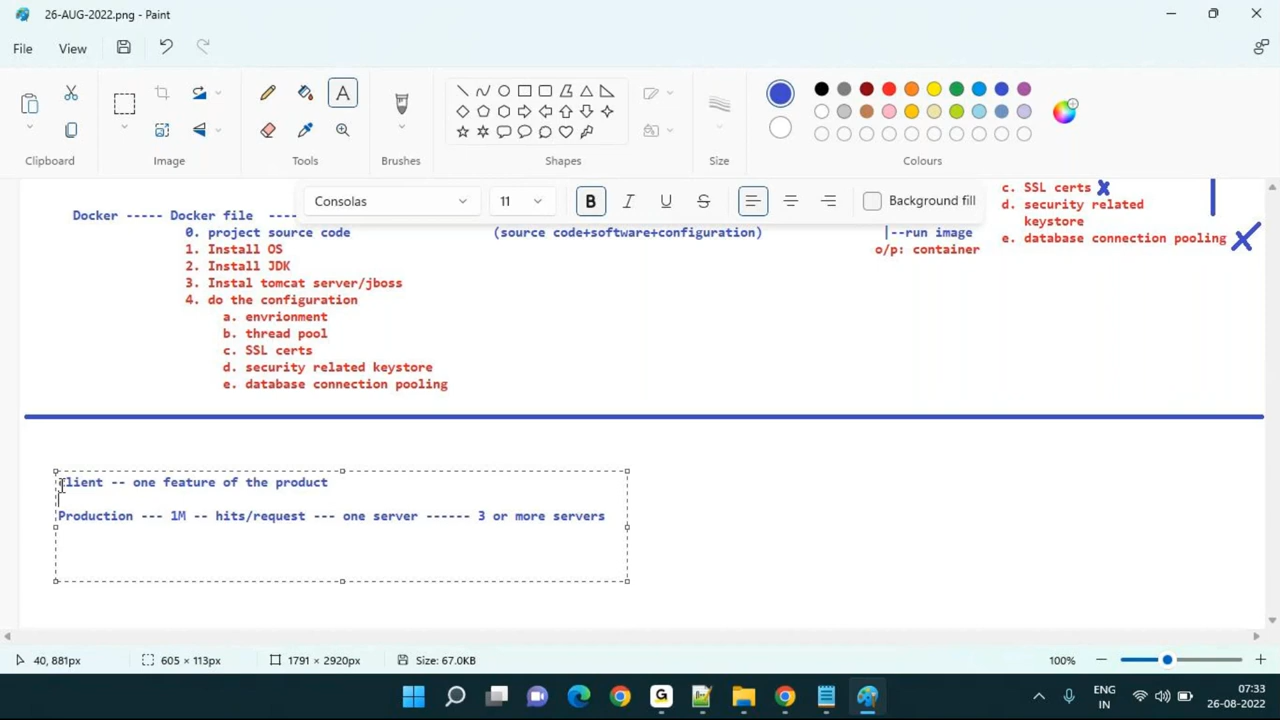 26-AUG-2022.png - Paint
File View
Clipboard Image Tools Brushes Shapes Size Colours
Consolas 11 B I U S Background fill
c. SSL certs
d. security related
keystore
e. database connection pooling
Docker ----- Docker file ----
0. project source code (source code+software+configuration) |--run image
1. Install OS o/p: container
2. Install JDK
3. Instal tomcat server/jboss
4. do the configuration
a. envrionment
b. thread pool
c. SSL certs
d. security related keystore
e. database connection pooling
client -- one feature of the product
Production --- 1M -- hits/request --- one server ------ 3 or more servers
40, 881px 605 × 113px 1791 × 2920px Size: 67.0KB 100%
ENG
IN
07:33
26-08-2022